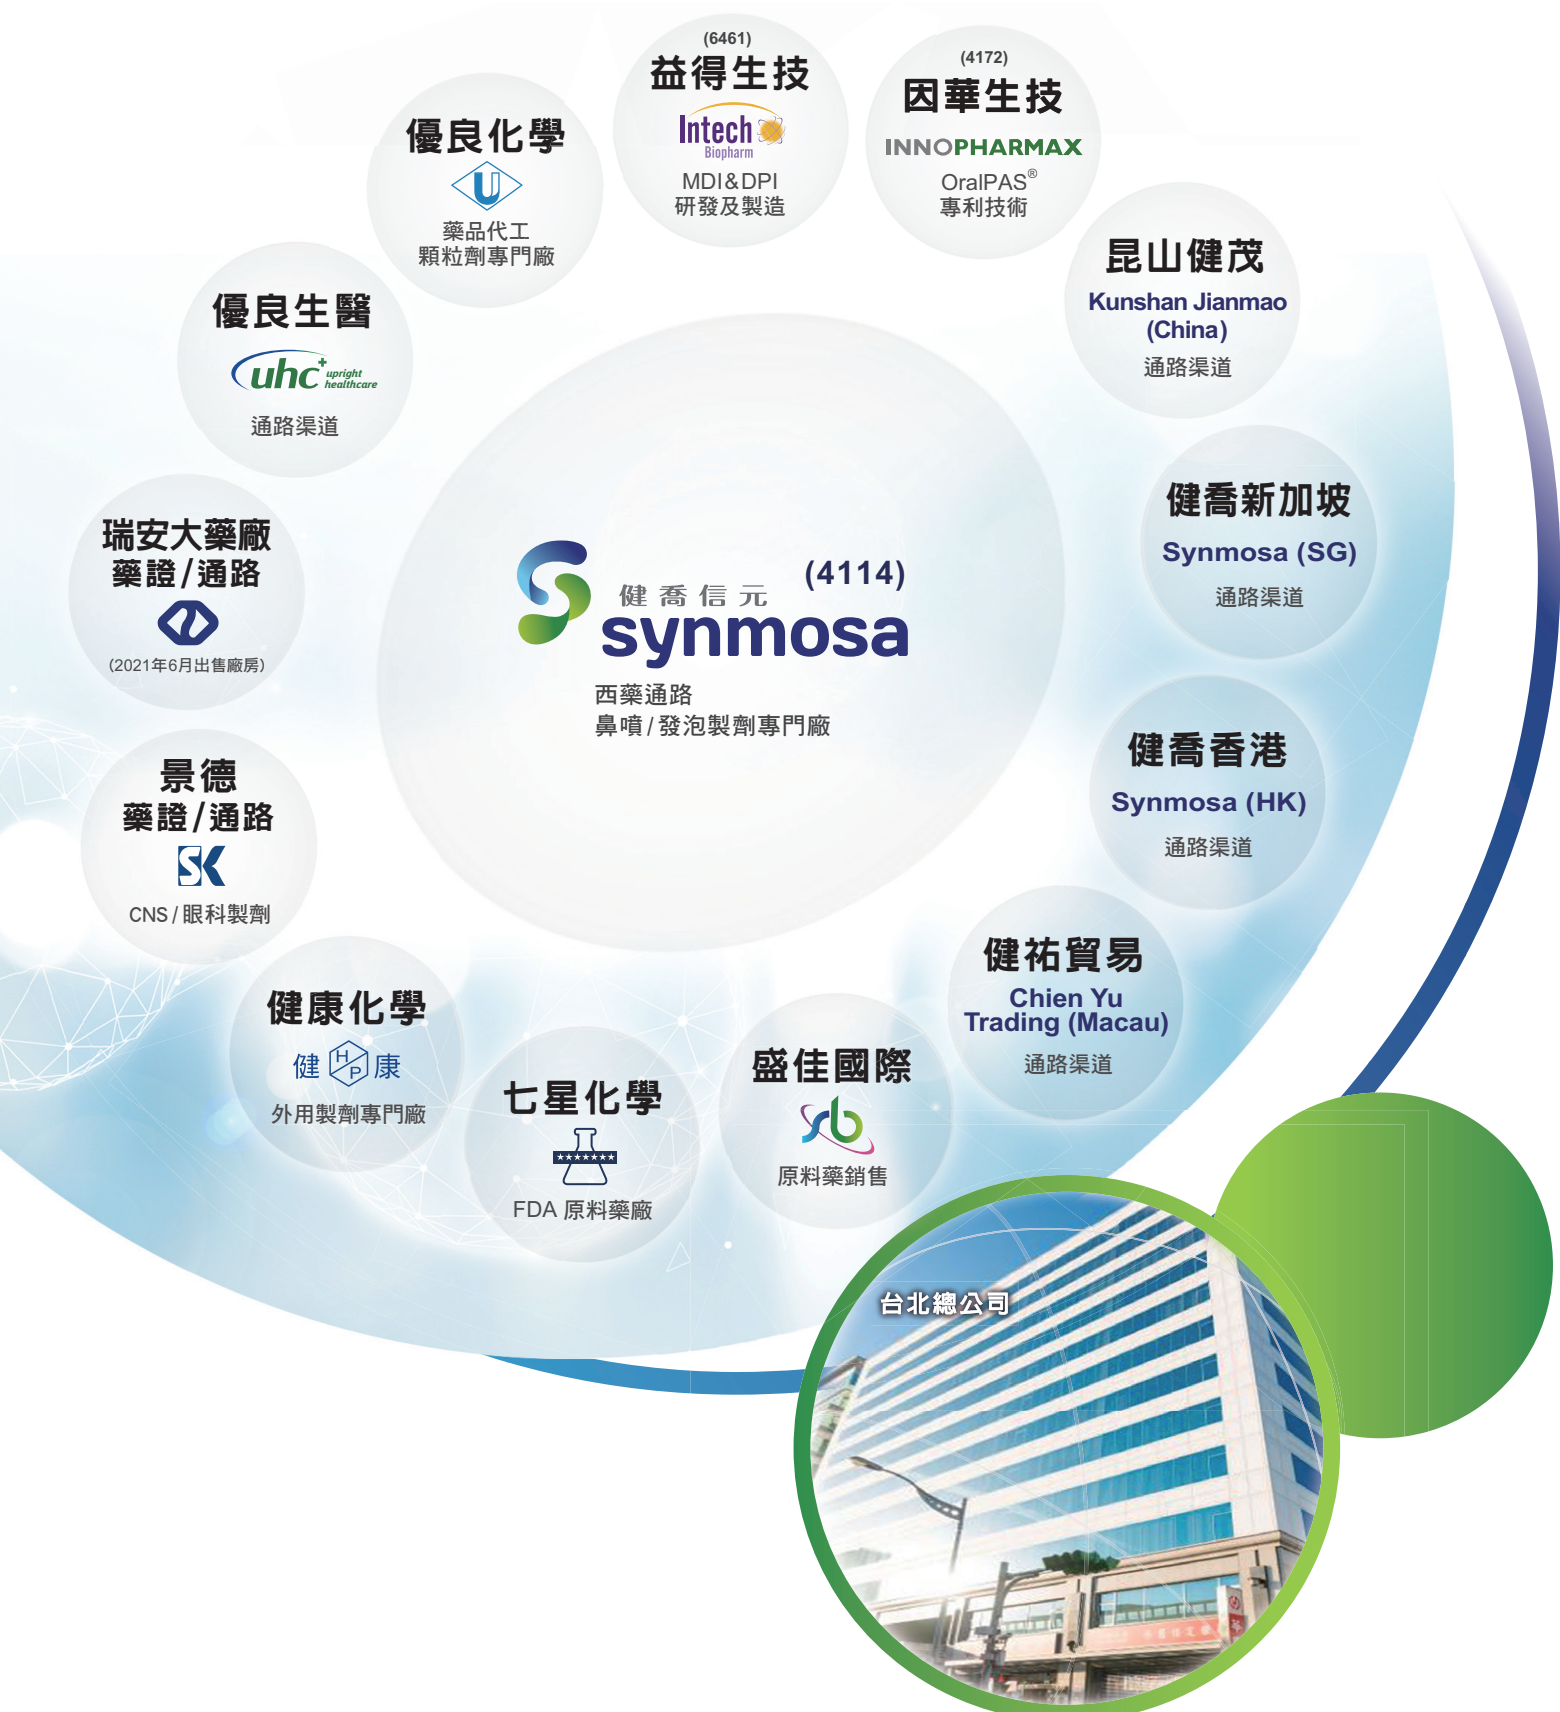 (6461)
益得生技
Intech
Biopharm
MDI&DPI
研發及製造
(4172)
因華生技
INNOPHARMAX
OralPAS®
專利技術
優良化學
U
藥品代工
顆粒劑專門廠
昆山健茂
Kunshan Jianmao
(China)
通路渠道
優良生醫
uhc+ upright
healthcare
通路渠道
健喬新加坡
Synmosa (SG)
通路渠道
瑞安大藥廠
藥證/通路
(2021年6月出售廠房)
健喬信元 (4114)
synmosa
西藥通路
鼻噴/發泡製劑專門廠
健喬香港
Synmosa (HK)
通路渠道
景德
藥證/通路
SK
CNS/眼科製劑
健祐貿易
Chien Yu
Trading (Macau)
通路渠道
健康化學
健 HP 康
外用製劑專門廠
七星化學
FDA 原料藥廠
盛佳國際
sb
原料藥銷售
台北總公司